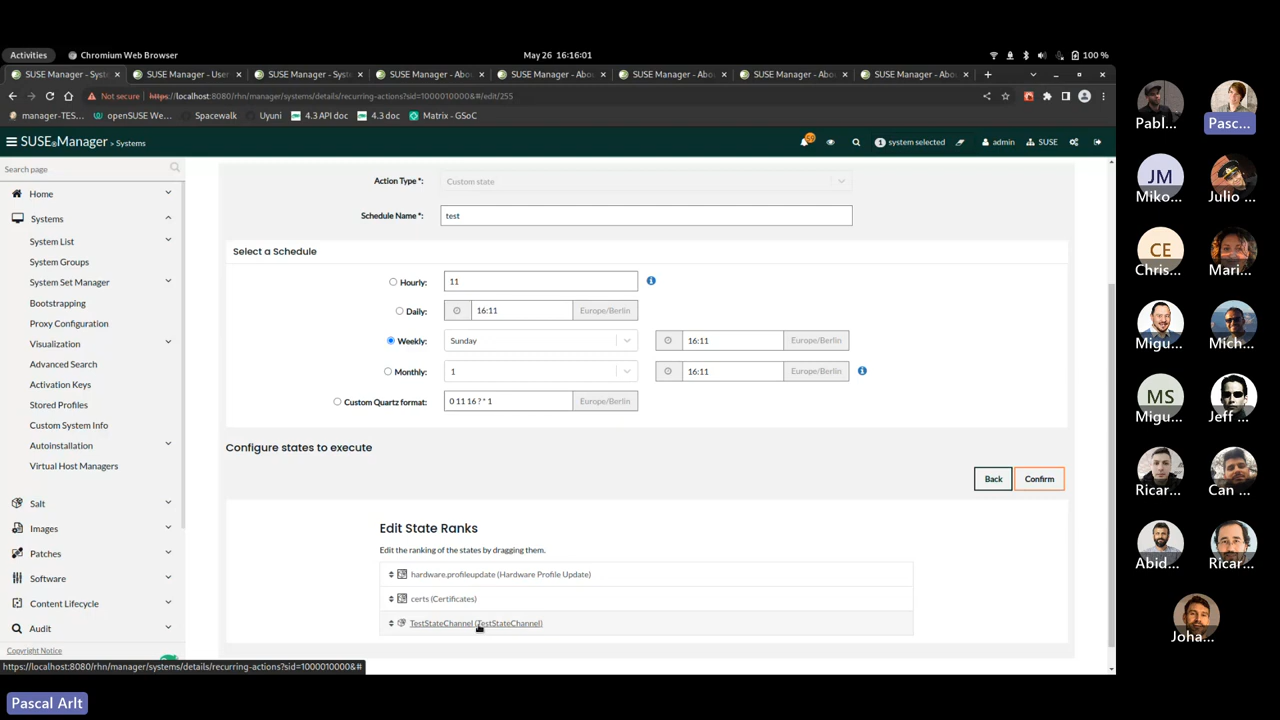 Activities
Chromium Web Browser
May 26 16:16:01
100 %
SUSE Manager - Syst
SUSE Manager - User
SUSE Manager - Syst
SUSE Manager - Abou
SUSE Manager - Abou
SUSE Manager - Abou
SUSE Manager - Abou
SUSE Manager - Abou
Not secure
https://localhost:8080/rhn/manager/systems/details/recurring-actions?sid=1000010000&#/edit/255
manager-TES...
openSUSE We...
Spacewalk
Uyuni
4.3 API doc
4.3 doc
Matrix - GSoC
SUSE Manager > Systems
1 system selected
admin
SUSE
Search page
Home
Systems
System List
System Groups
System Set Manager
Bootstrapping
Proxy Configuration
Visualization
Advanced Search
Activation Keys
Stored Profiles
Custom System Info
Autoinstallation
Virtual Host Managers
Salt
Images
Patches
Software
Content Lifecycle
Audit
Copyright Notice
https://localhost:8080/rhn/manager/systems/details/recurring-actions?sid=1000010000&#
Action Type *:
Custom state
Schedule Name *:
test
Select a Schedule
Hourly:
11
Daily:
16:11
Europe/Berlin
Weekly:
Sunday
16:11
Europe/Berlin
Monthly:
1
16:11
Europe/Berlin
Custom Quartz format:
0 11 16 ? * 1
Europe/Berlin
Configure states to execute
Back
Confirm
Edit State Ranks
Edit the ranking of the states by dragging them.
hardware.profileupdate (Hardware Profile Update)
certs (Certificates)
TestStateChannel (TestStateChannel)
Pabl...
Pasc...
JM
Miko...
Julio ...
CE
Chris...
Mari...
Migu...
Mich...
MS
Migu...
Jeff ...
Ricar...
Can ...
Abid...
Ricar...
Joha...
Pascal Arlt